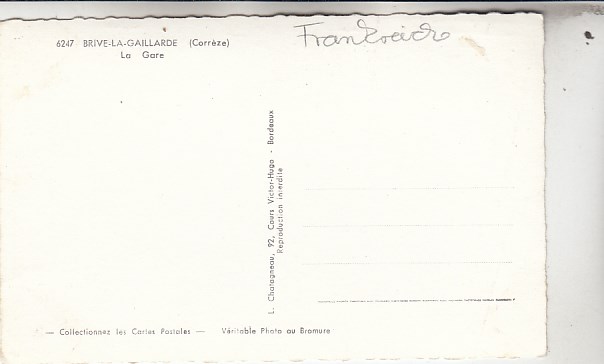 6247 BRIVE-LA-GAILLARDE (Corrèze)
La Gare
Frankreich
L. Chatagneau, 92, Cours Victor-Hugo - Bordeaux
Reproduction interdite
— Collectionnez les Cartes Postales — Véritable Photo au Bromure